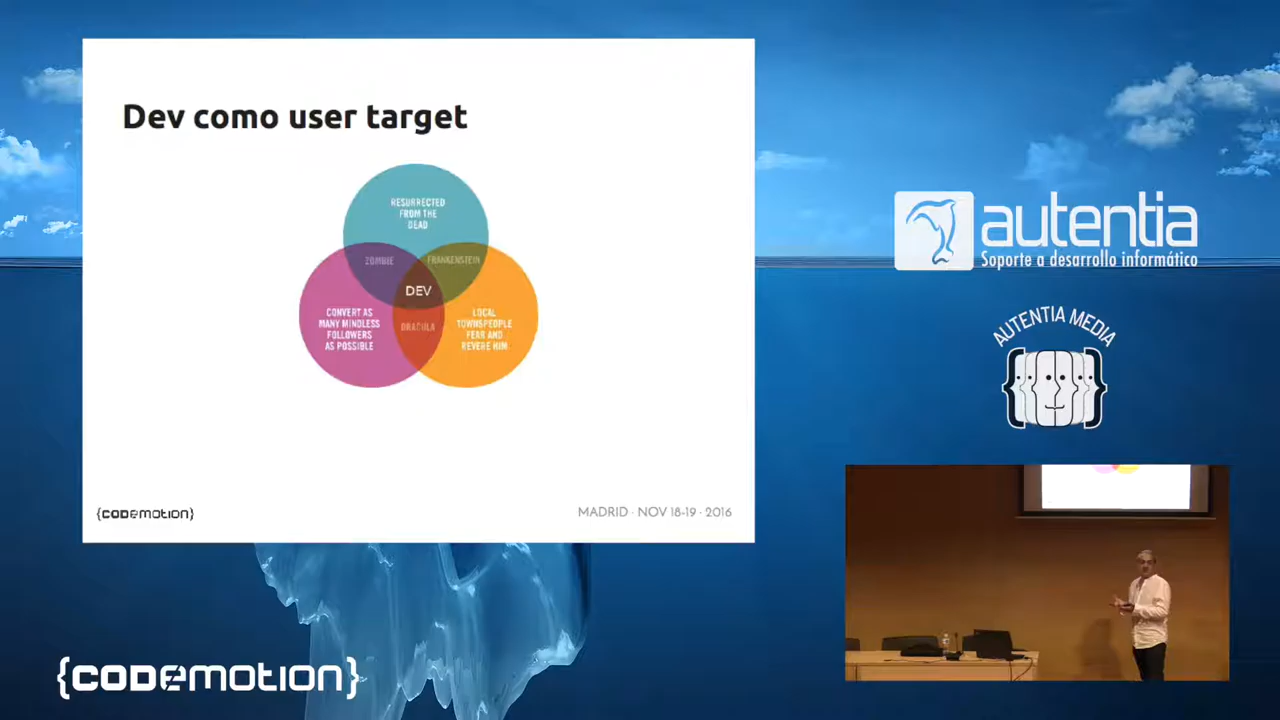 Dev como user target
RESURRECTED
FROM THE
DEAD
ZOMBIE
FRANKENSTEIN
DEV
CONVERT AS
MANY MINDLESS
FOLLOWERS
AS POSSIBLE
DRACULA
LOCAL
TOWNSPEOPLE
FEAR AND
REVERE HIM
{CODEMOTION}
MADRID · NOV 18-19 · 2016
autentia
Soporte a desarrollo informático
AUTENTIA MEDIA
{CODEMOTION}